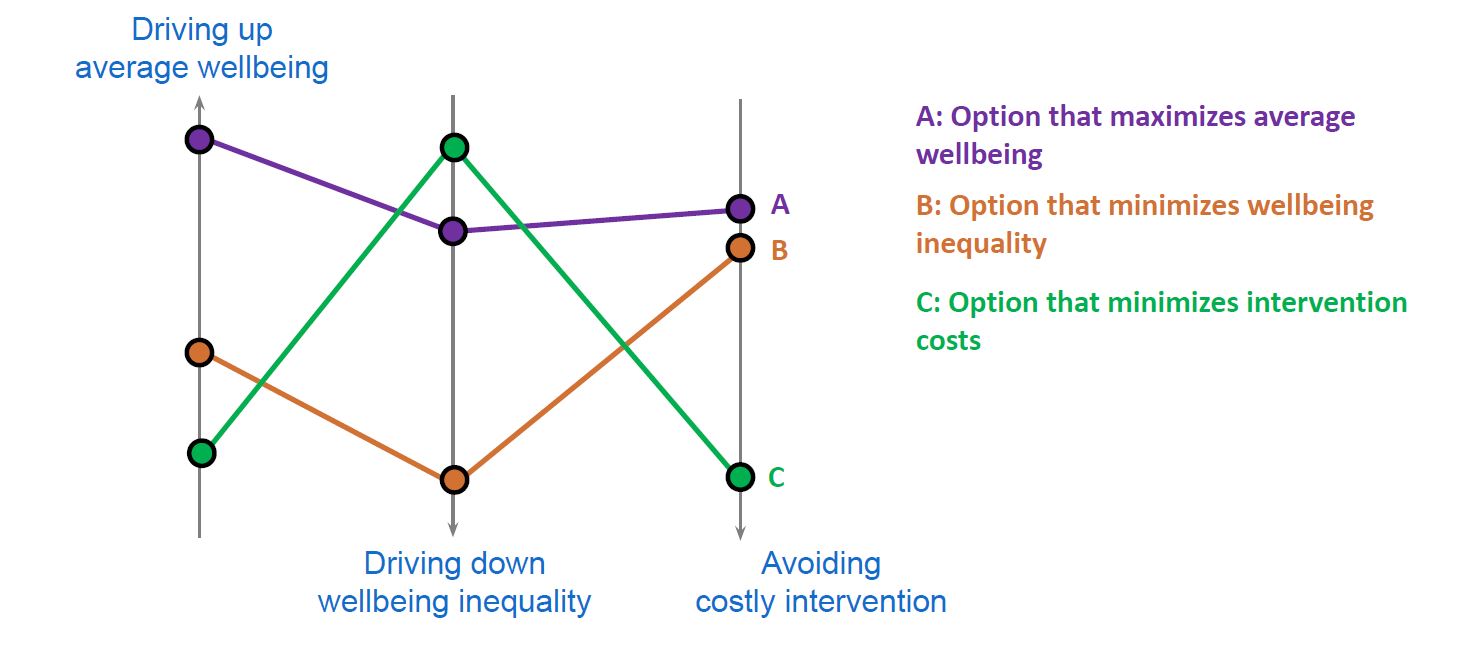 Driving up
average wellbeing
A: Option that maximizes average
wellbeing
A
B: Option that minimizes wellbeing
inequality
B
C: Option that minimizes intervention
costs
C
Driving down
wellbeing inequality
Avoiding
costly intervention